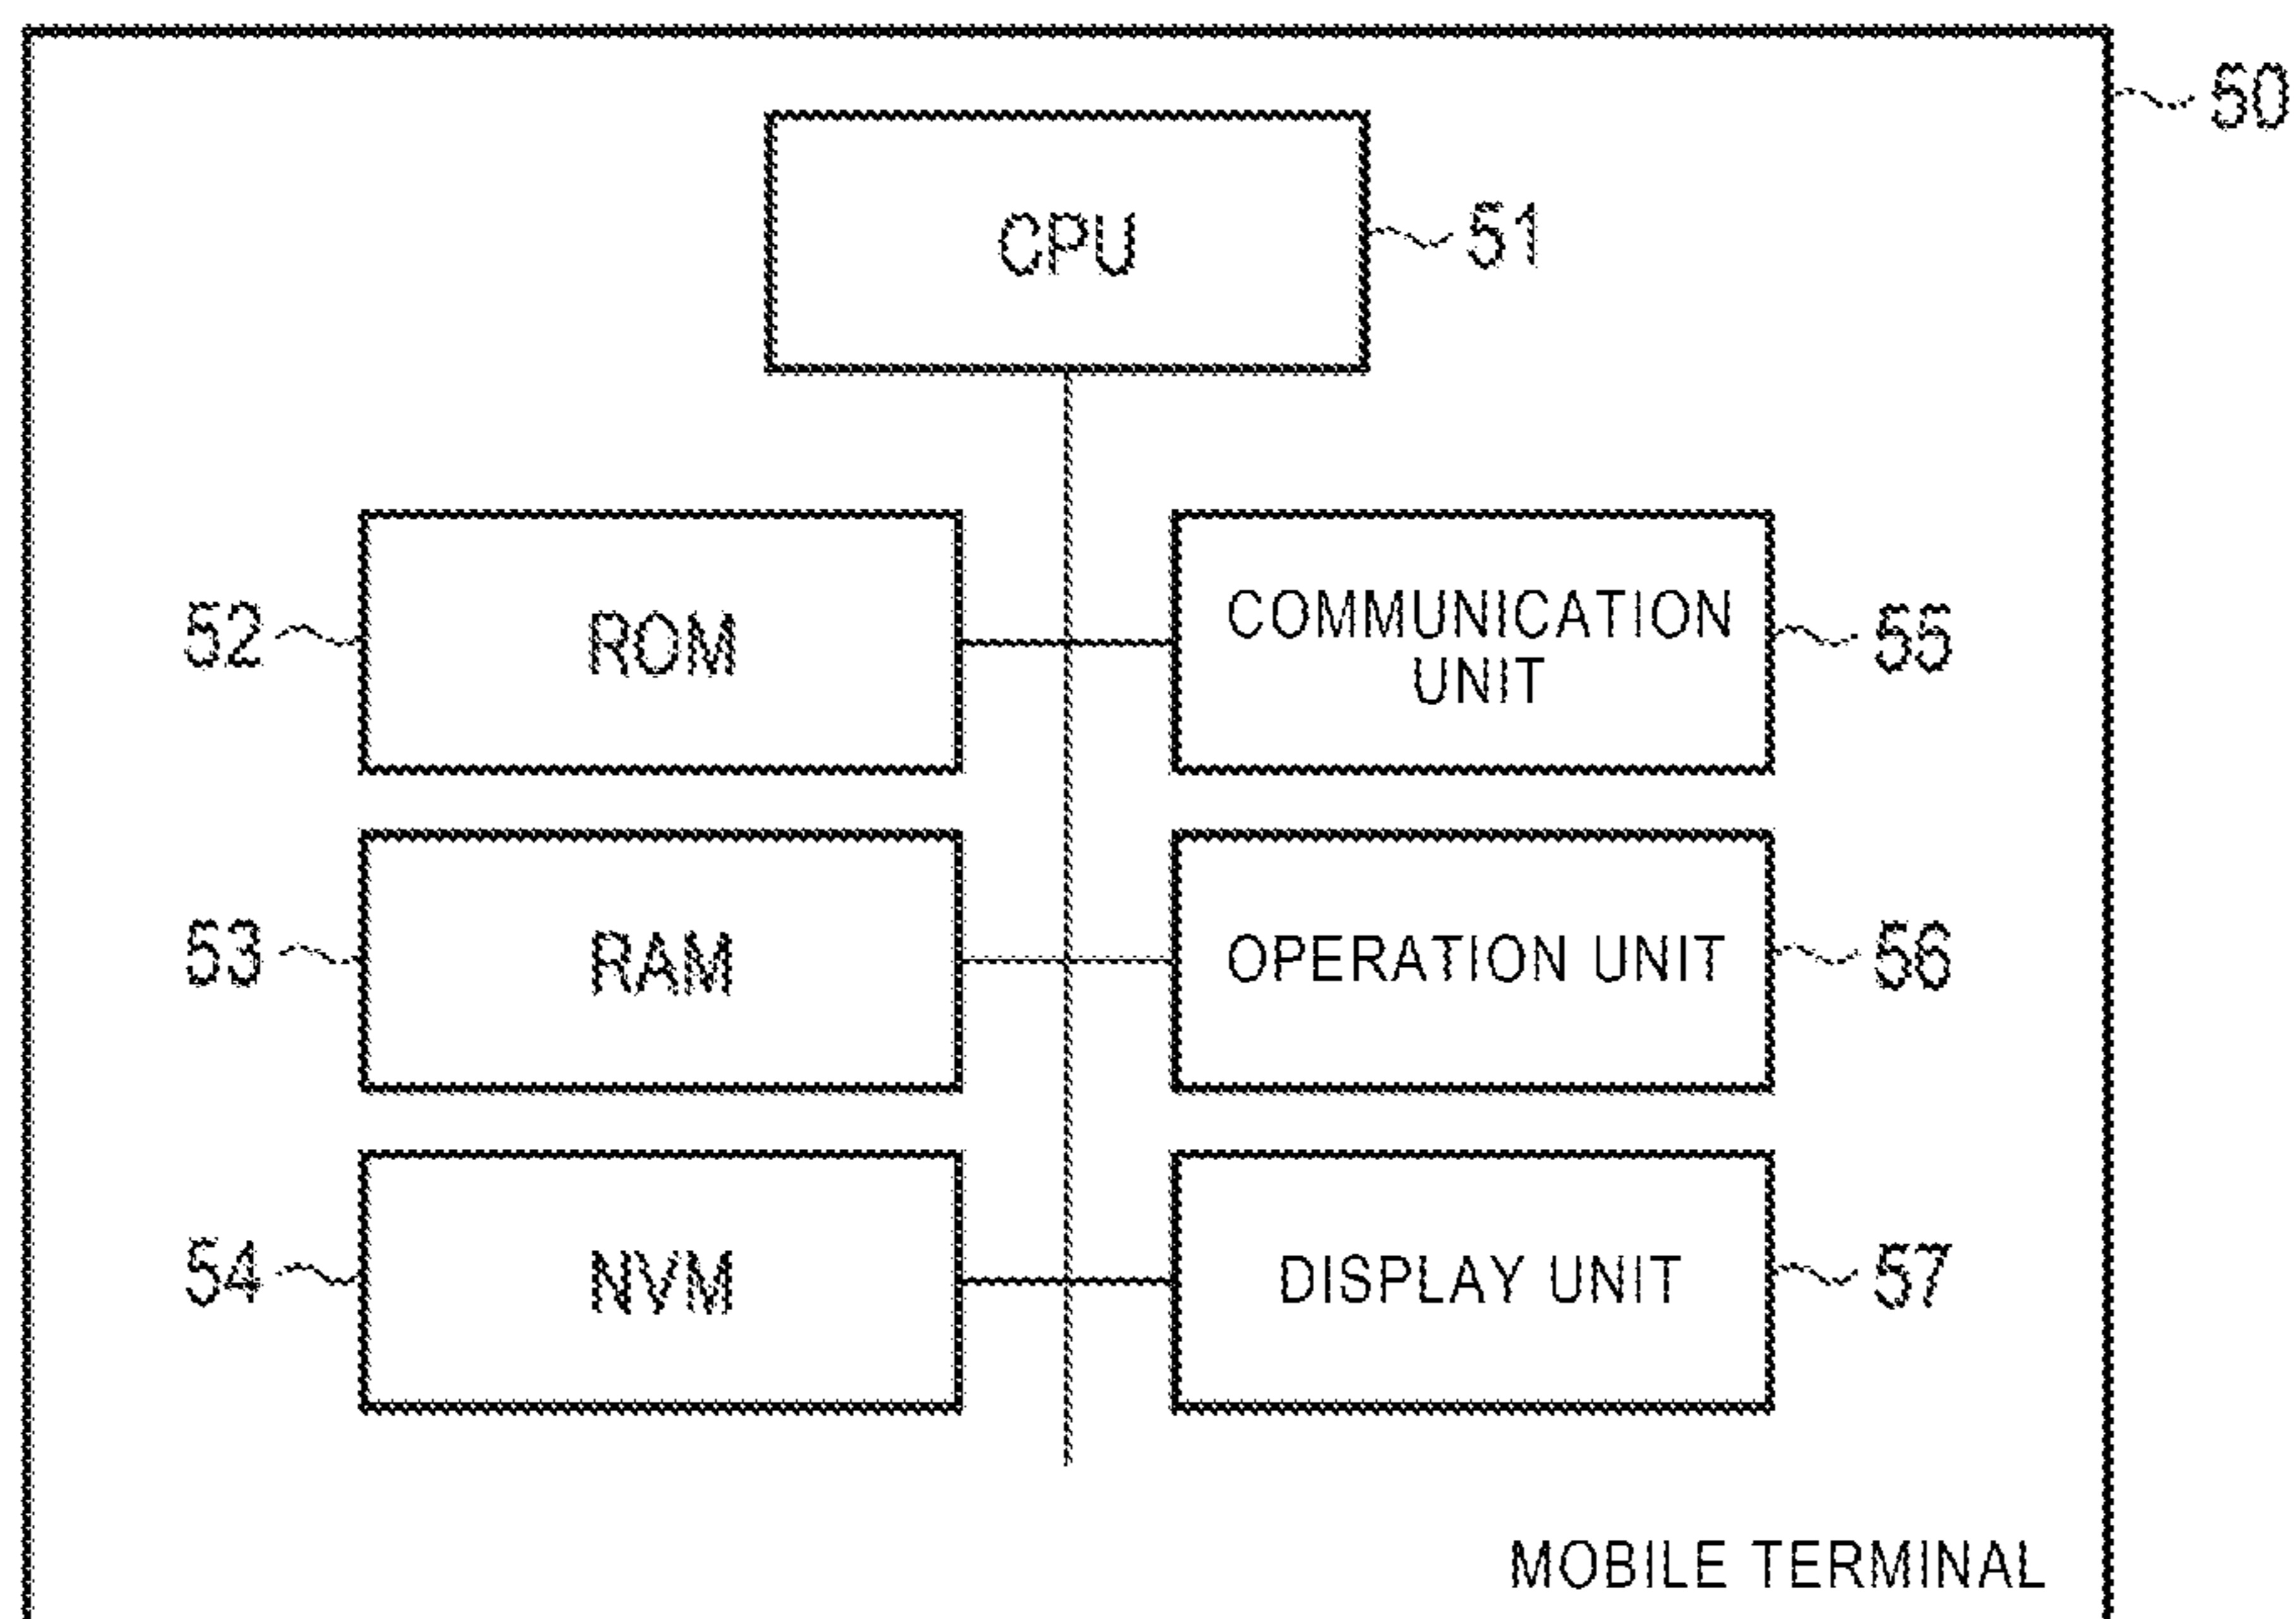 50
CPU 51
52 ROM COMMUNICATION UNIT 55
53 RAM OPERATION UNIT 56
54 NVM DISPLAY UNIT 57
MOBILE TERMINAL